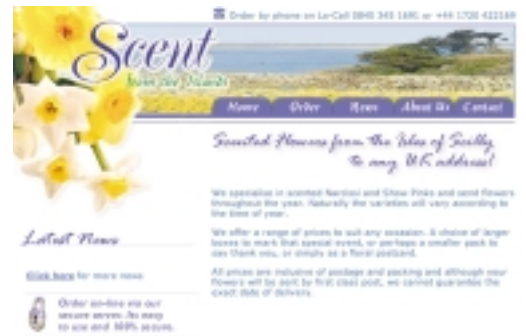 Order by phone on Lo-Call 0845 345 1691 or +44 1720 422169
Scent
from the Islands
Home Order News About Us Contact
Scented Flowers from the Isles of Scilly
to any UK address!
We specialise in scented Narcissi and Show Pinks and send flowers
throughout the year. Naturally the varieties will vary according to
the time of year.
Latest News
We offer a range of prices to suit any occasion. A choice of larger
boxes to mark that special event, or perhaps a smaller pack to
say thank you, or simply as a floral postcard.
Click here for more news
All prices are inclusive of package and packing and although your
flowers will be sent by first class post, we cannot guarantee the
exact date of delivery.
Order on-line via our
secure server. Its easy
to use and 100% secure.